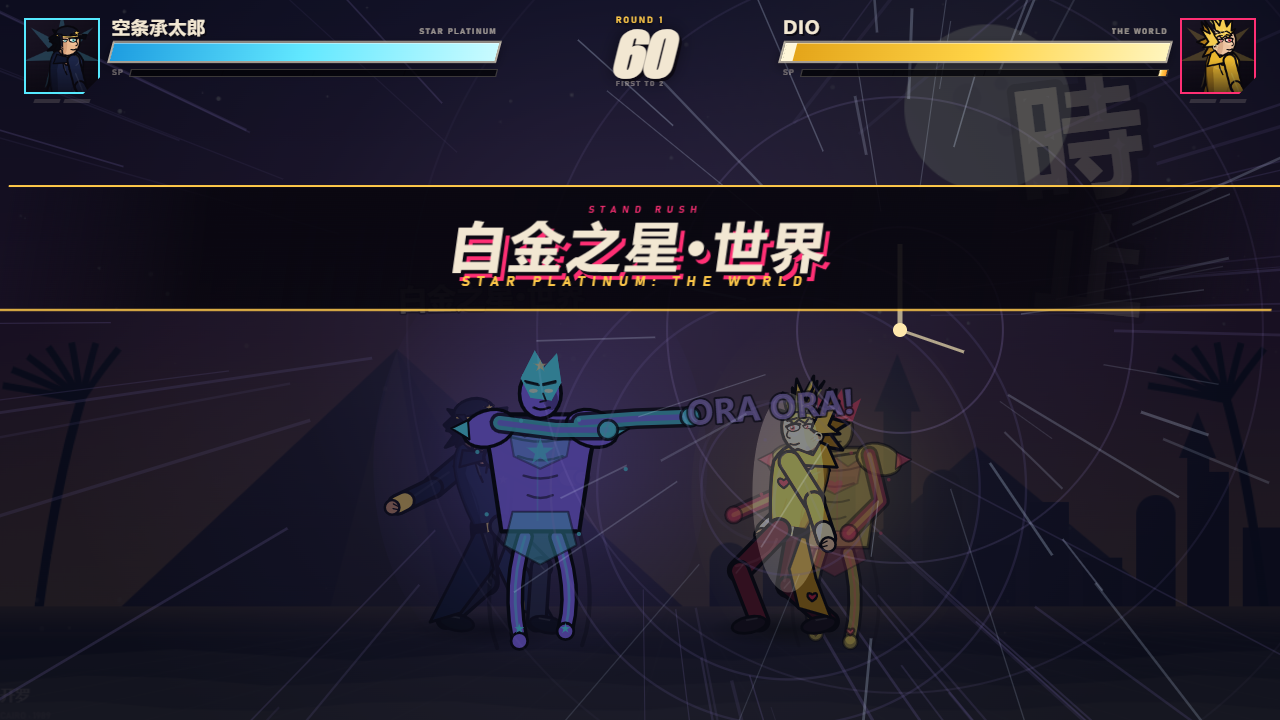 空条承太郎
STAR PLATINUM
SP
ROUND 1
60
FIRST TO 2
DIO
THE WORLD
SP
時
止
STAND RUSH
白金之星·世界
STAR PLATINUM: THE WORLD
ORA ORA!